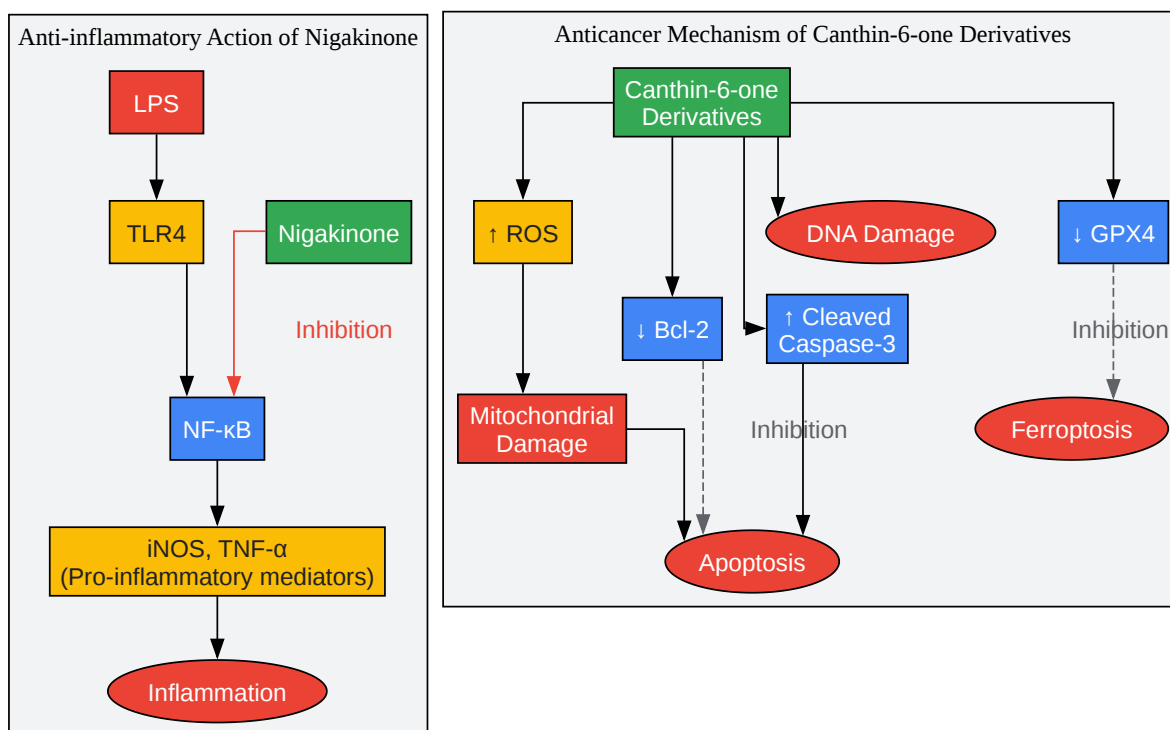 Anti-inflammatory Action of Nigakinone
LPS
TLR4
Nigakinone
Inhibition
NF-κB
iNOS, TNF-α
(Pro-inflammatory mediators)
Inflammation
Anticancer Mechanism of Canthin-6-one Derivatives
Canthin-6-one
Derivatives
↑ ROS
DNA Damage
↓ GPX4
↓ Bcl-2
↑ Cleaved
Caspase-3
Inhibition
Mitochondrial
Damage
Inhibition
Ferroptosis
Apoptosis